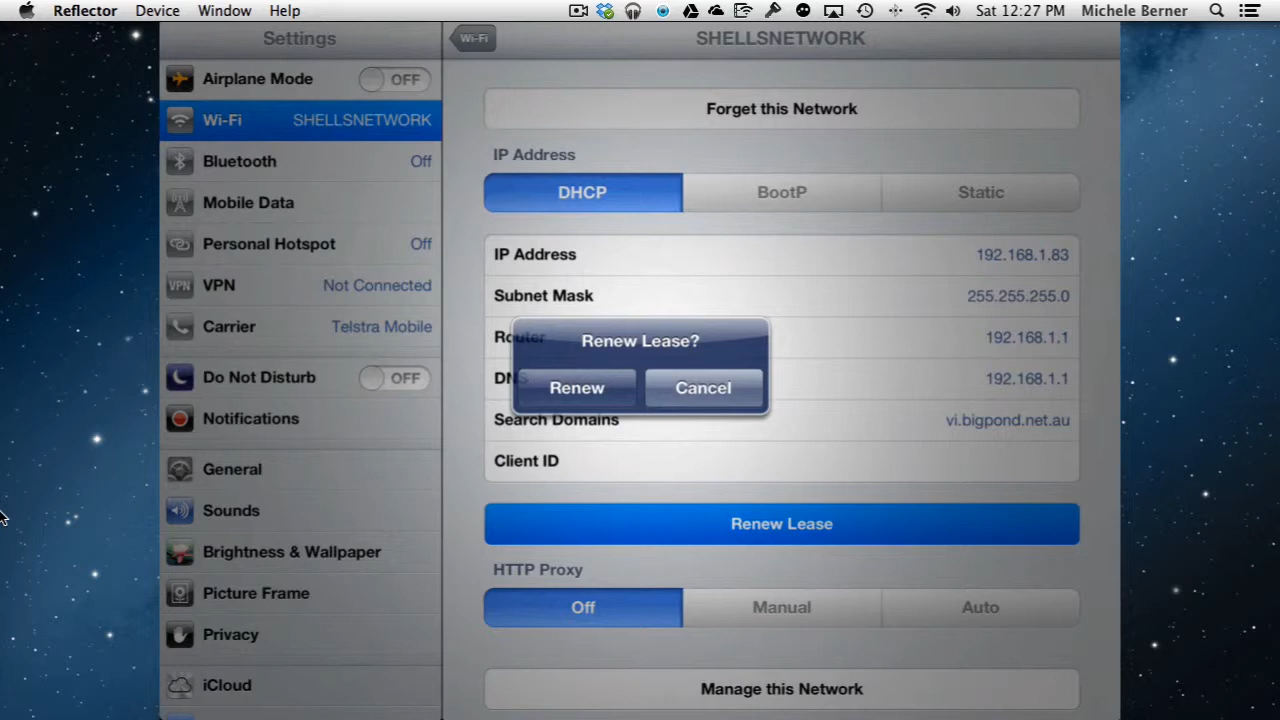 Reflector Device Window Help Sat 12:27 PM Michele Berner
Settings
Airplane Mode OFF
Wi-Fi SHELLSNETWORK
Bluetooth Off
Mobile Data
Personal Hotspot Off
VPN VPN Not Connected
Carrier Telstra Mobile
Do Not Disturb OFF
Notifications
General
Sounds
Brightness & Wallpaper
Picture Frame
Privacy
iCloud
Wi-Fi SHELLSNETWORK
Forget this Network
IP Address
DHCP BootP Static
IP Address 192.168.1.83
Subnet Mask 255.255.255.0
Router 192.168.1.1
DNS 192.168.1.1
Search Domains vi.bigpond.net.au
Client ID
Renew Lease?
Renew Cancel
Renew Lease
HTTP Proxy
Off Manual Auto
Manage this Network